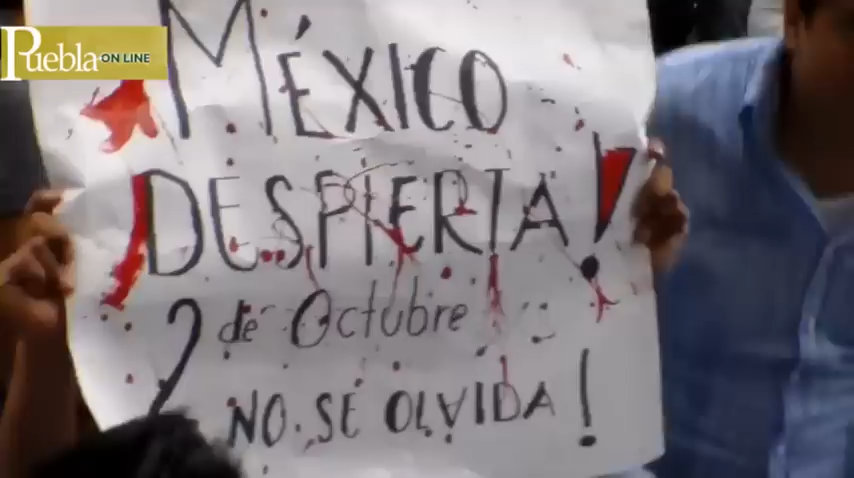 Puebla ON LINE
MÉXICO
¡DESPIERTA!
2 de Octubre
NO SE OLVIDA!